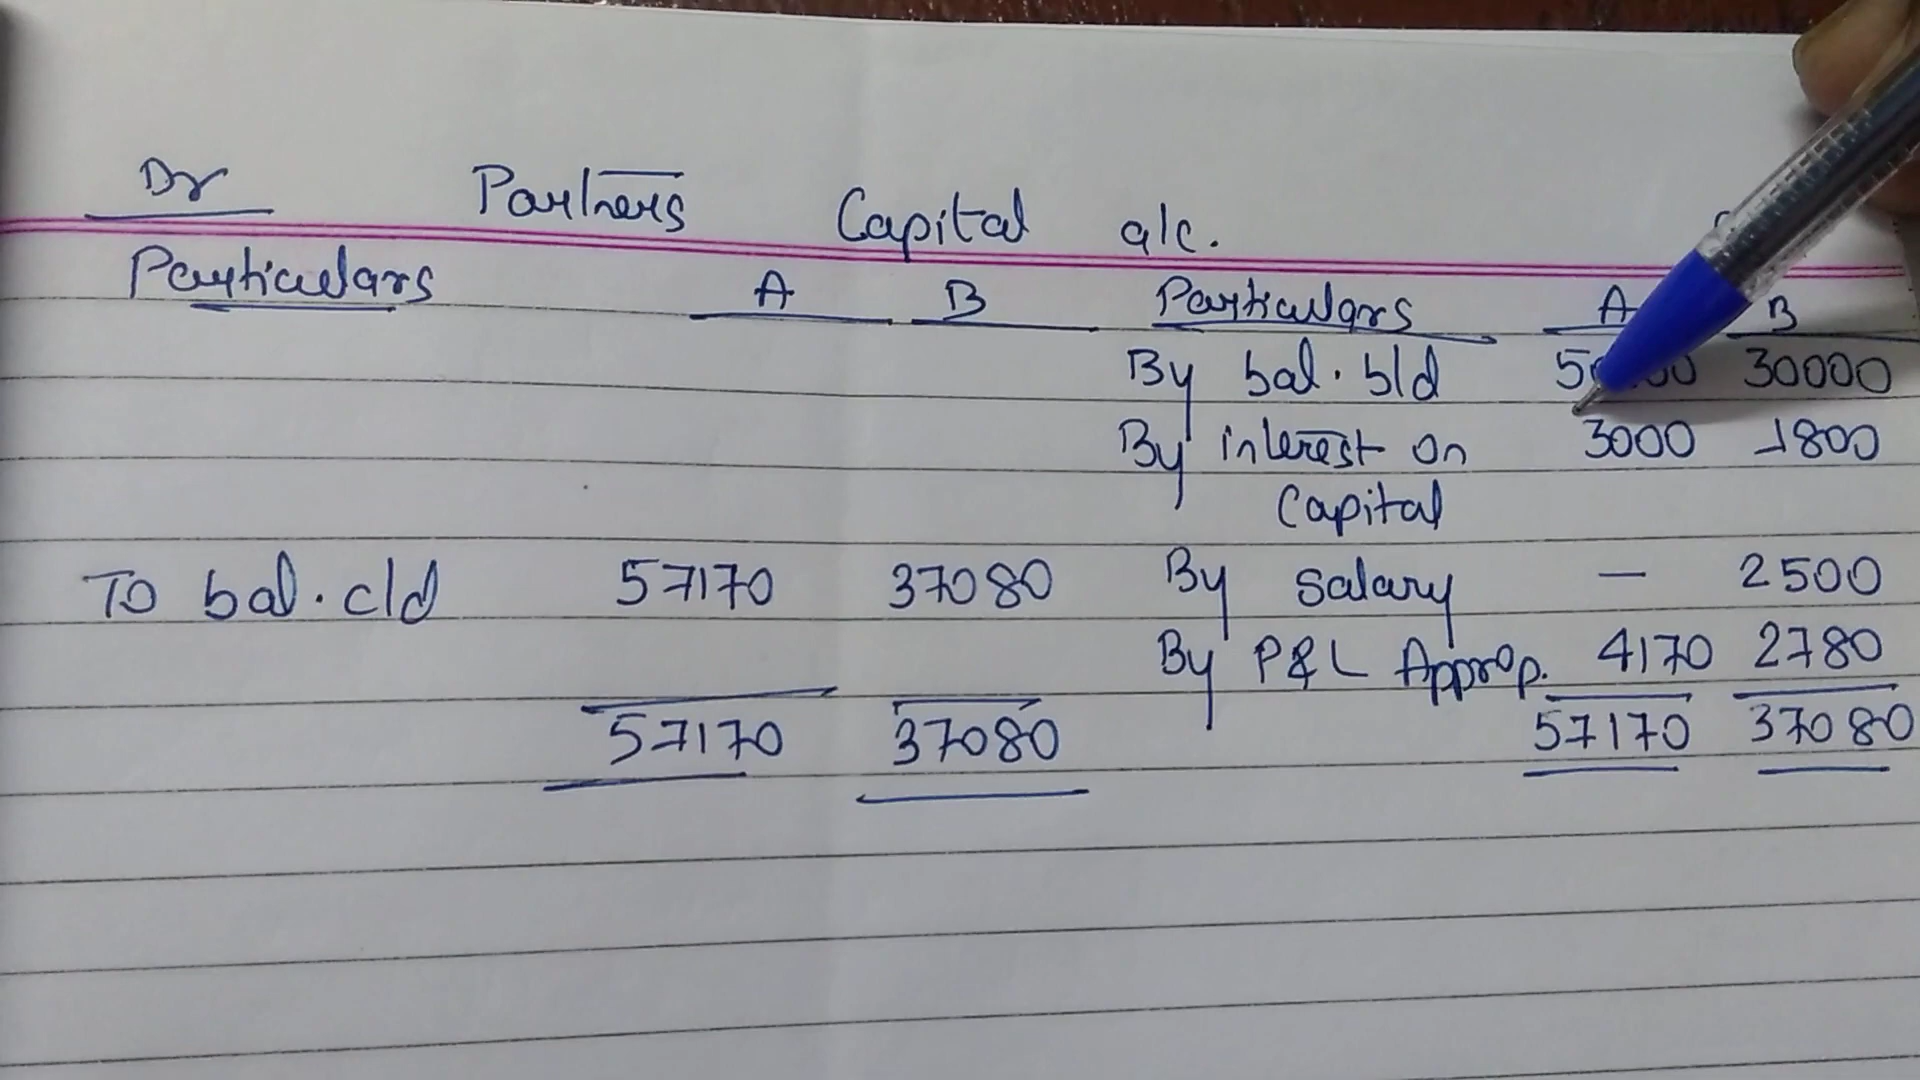 Dr Partners Capital a/c.
Particulars A B Particulars A B
By bal. b/d 30000
By interest on 3000 1800
Capital
To bal. c/d 57170 37080 By Salary — 2500
By P&L Approp. 4170 2780
57170 37080 57170 37080